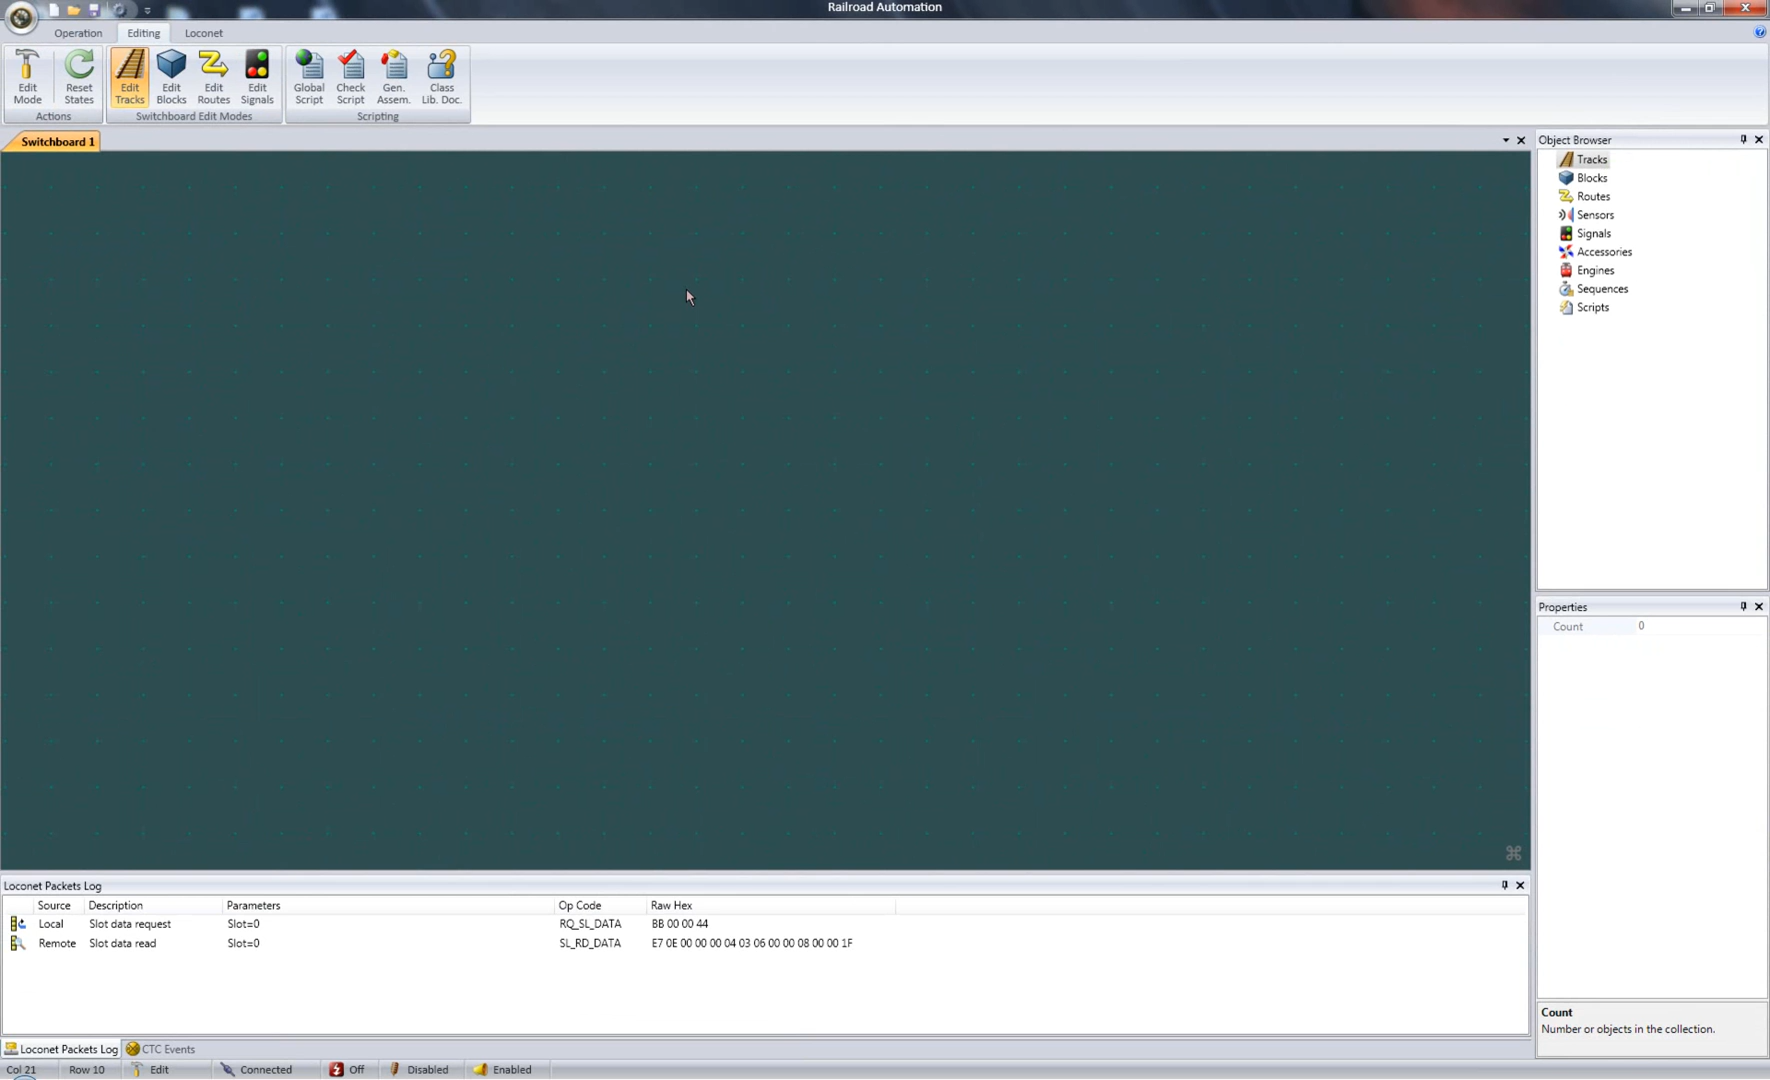 Railroad Automation
Operation Editing Loconet
Edit Mode
Reset States
Edit Tracks
Edit Blocks
Edit Routes
Edit Signals
Global Script
Check Script
Gen. Assem.
Class Lib. Doc.
Actions
Switchboard Edit Modes
Scripting
Switchboard 1
Object Browser
Tracks
Blocks
Routes
Sensors
Signals
Accessories
Engines
Sequences
Scripts
Properties
Count 0
Loconet Packets Log
Source Description Parameters Op Code Raw Hex
Local Slot data request Slot=0 RQ_SL_DATA BB 00 00 44
Remote Slot data read Slot=0 SL_RD_DATA E7 0E 00 00 00 04 03 06 00 00 08 00 00 1F
Count
Number or objects in the collection.
Loconet Packets Log CTC Events
Col 21 Row 10 Edit Connected Off Disabled Enabled